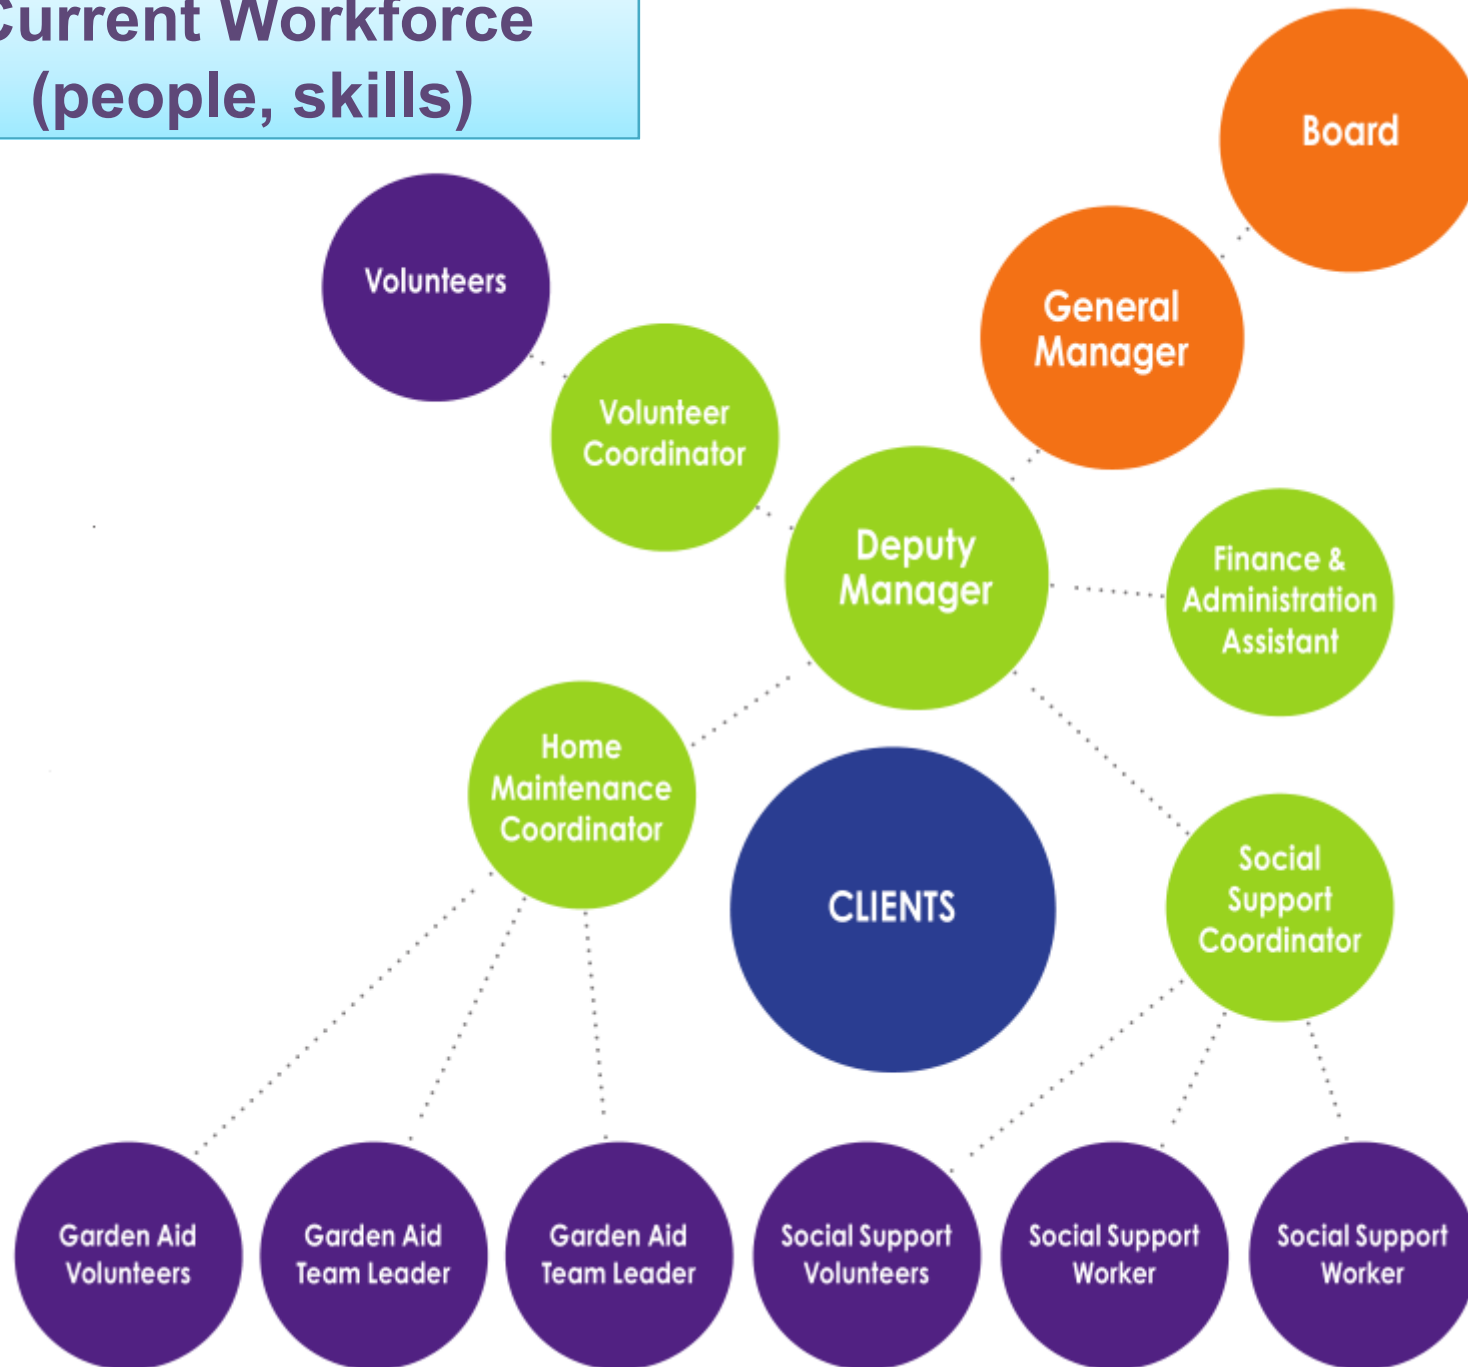 Current Workforce
(people, skills)
Board
Volunteers
General
Manager
Volunteer
Coordinator
Deputy
Manager
Finance &
Administration
Assistant
Home
Maintenance
Coordinator
CLIENTS
Social
Support
Coordinator
Garden Aid
Volunteers
Garden Aid
Team Leader
Garden Aid
Team Leader
Social Support
Volunteers
Social Support
Worker
Social Support
Worker